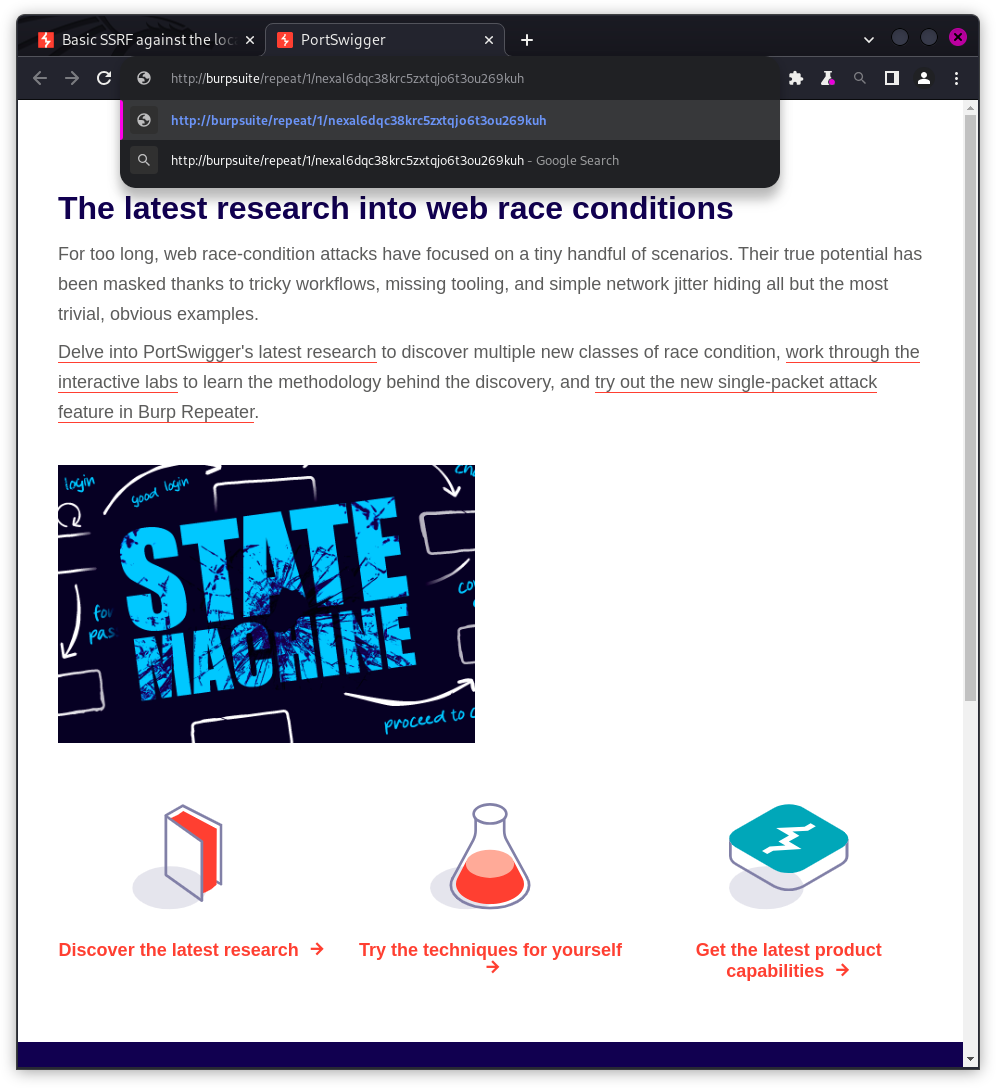 Basic SSRF against the loc
PortSwigger
http://burpsuite/repeat/1/nexal6dqc38krc5zxtqjo6t3ou269kuh
http://burpsuite/repeat/1/nexal6dqc38krc5zxtqjo6t3ou269kuh
http://burpsuite/repeat/1/nexal6dqc38krc5zxtqjo6t3ou269kuh - Google Search
The latest research into web race conditions
For too long, web race-condition attacks have focused on a tiny handful of scenarios. Their true potential has
been masked thanks to tricky workflows, missing tooling, and simple network jitter hiding all but the most
trivial, obvious examples.
Delve into PortSwigger's latest research to discover multiple new classes of race condition, work through the
interactive labs to learn the methodology behind the discovery, and try out the new single-packet attack
feature in Burp Repeater.
login
good login
STATE
MACHINE
proceed to
Discover the latest research →
Try the techniques for yourself
→
Get the latest product
capabilities →